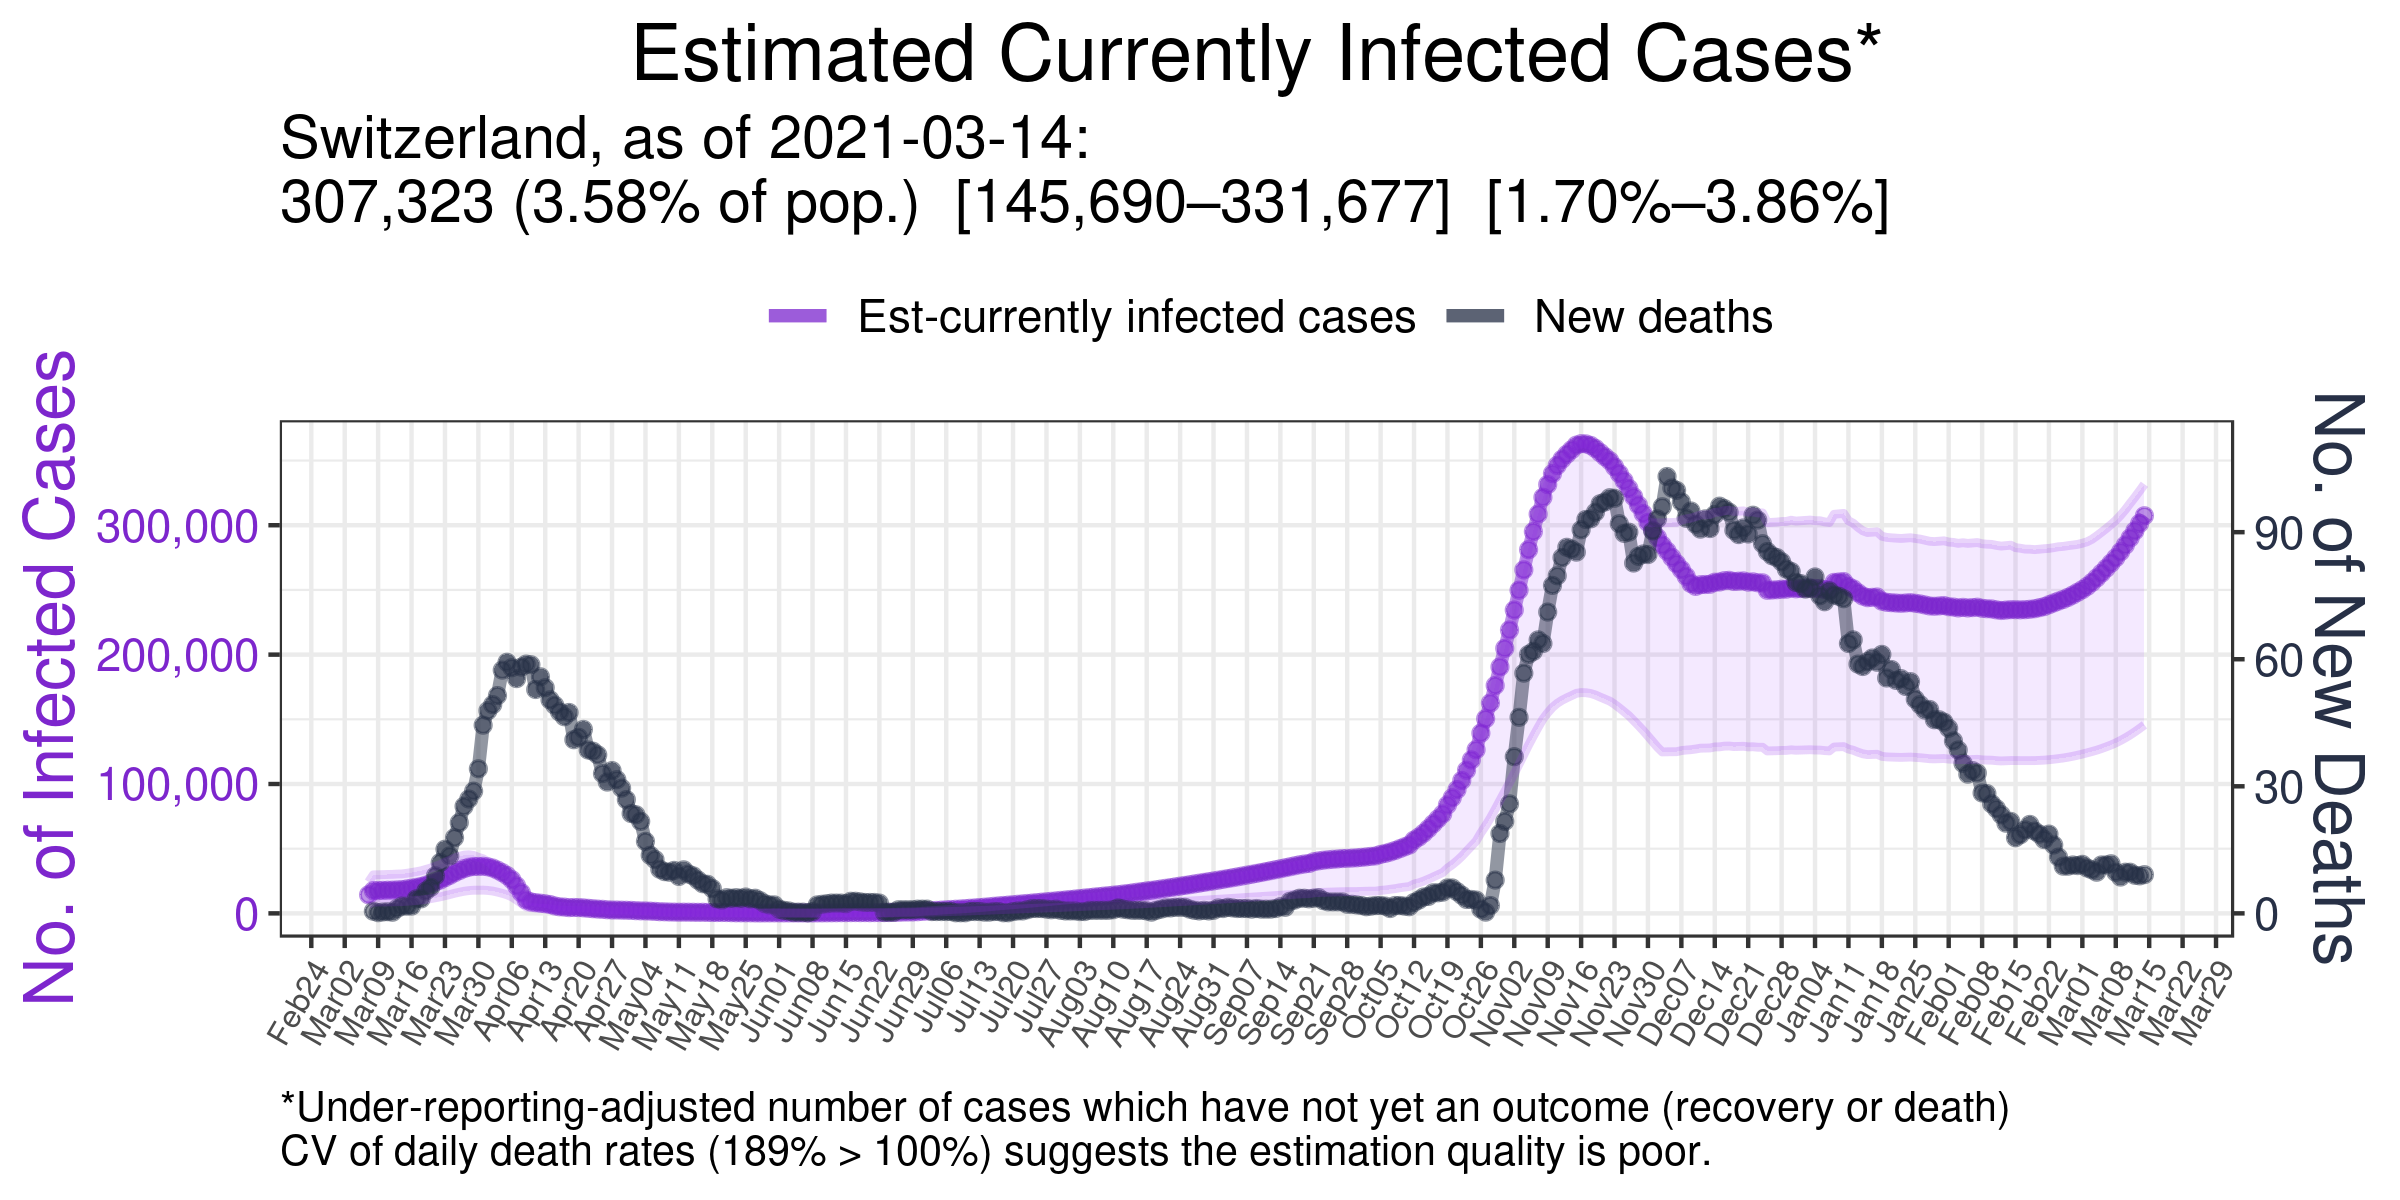 Estimated Currently Infected Cases*
Switzerland, as of 2021-03-14:
307,323 (3.58% of pop.)  [145,690–331,677]  [1.70%–3.86%]
Est-currently infected cases
New deaths
No. of Infected Cases
300,000
200,000
100,000
0
90
60
30
0
No. of New Deaths
Feb24
Mar02
Mar09
Mar16
Mar23
Mar30
Apr06
Apr13
Apr20
Apr27
May04
May11
May18
May25
Jun01
Jun08
Jun15
Jun22
Jun29
Jul06
Jul13
Jul20
Jul27
Aug03
Aug10
Aug17
Aug24
Aug31
Sep07
Sep14
Sep21
Sep28
Oct05
Oct12
Oct19
Oct26
Nov02
Nov09
Nov16
Nov23
Nov30
Dec07
Dec14
Dec21
Dec28
Jan04
Jan11
Jan18
Jan25
Feb01
Feb08
Feb15
Feb22
Mar01
Mar08
Mar15
Mar22
Mar29
*Under-reporting-adjusted number of cases which have not yet an outcome (recovery or death)
CV of daily death rates (189% > 100%) suggests the estimation quality is poor.